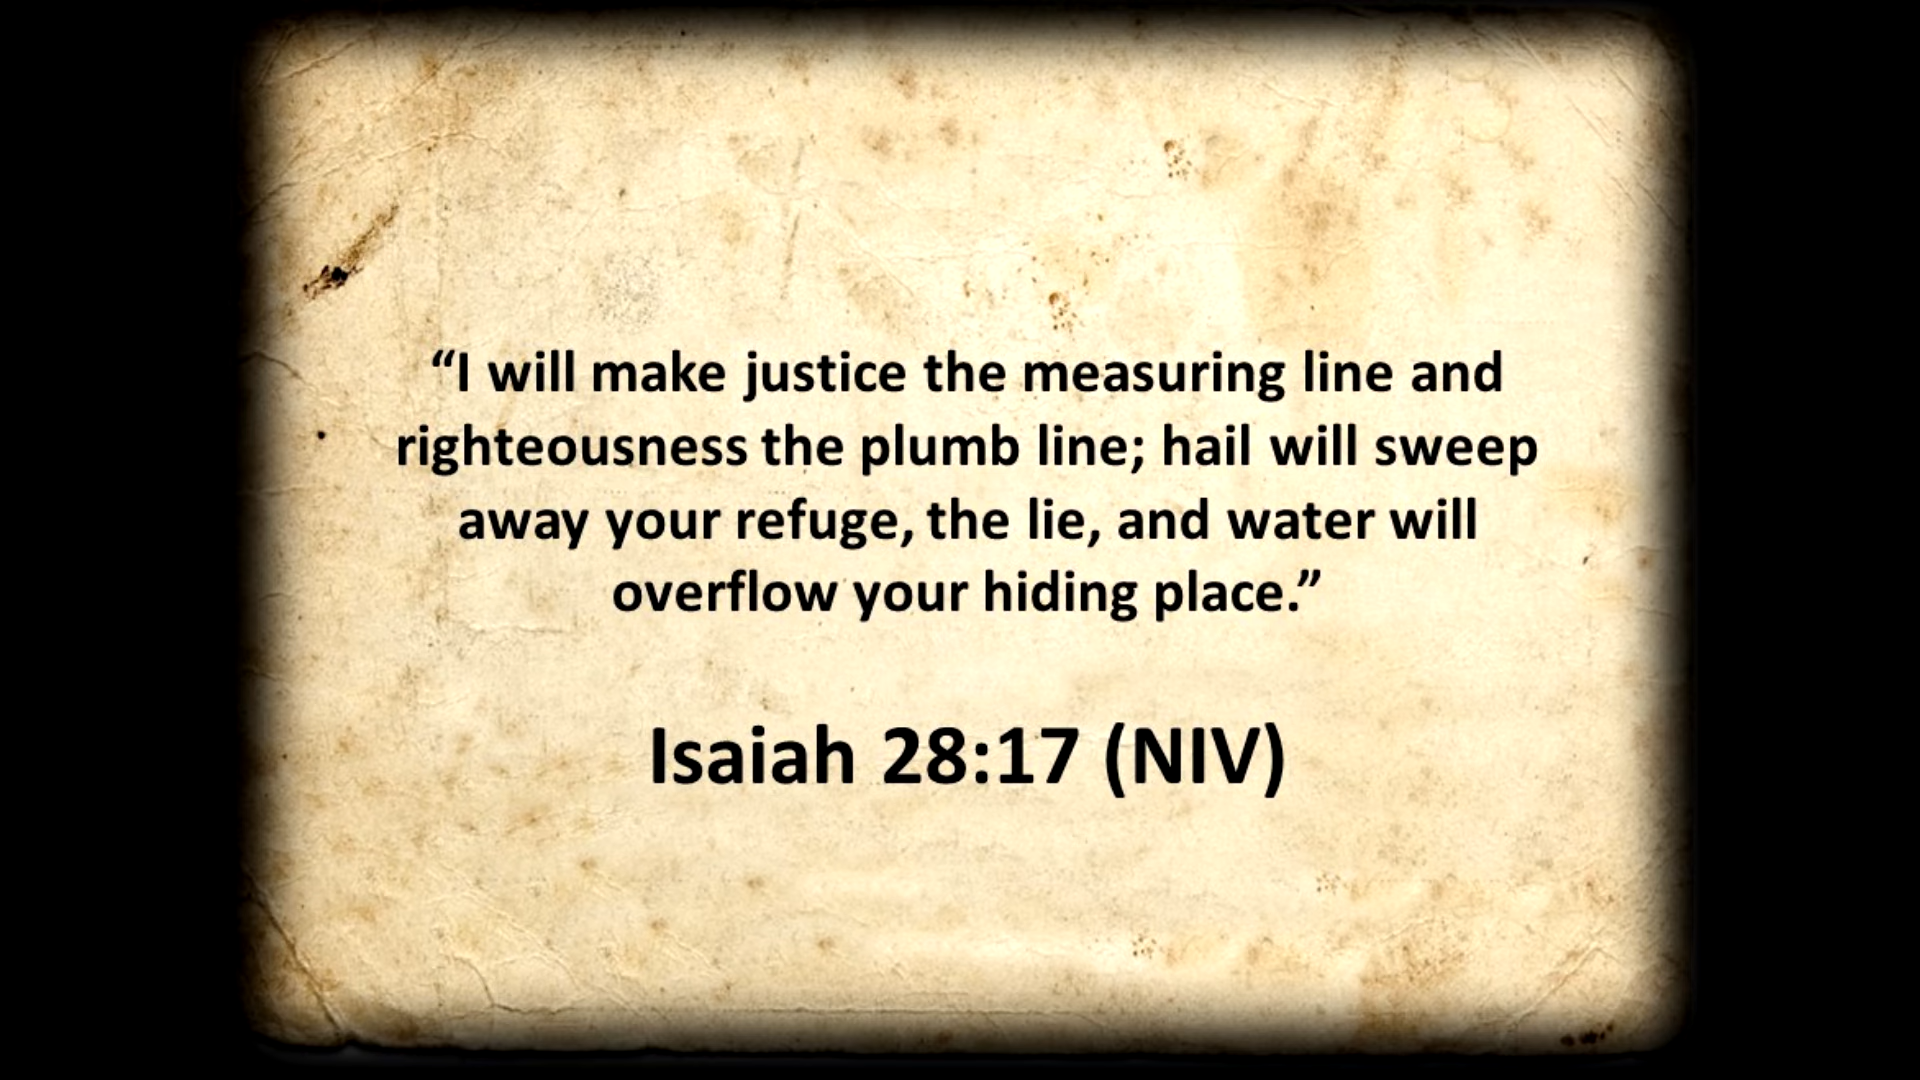 “I will make justice the measuring line and
righteousness the plumb line; hail will sweep
away your refuge, the lie, and water will
overflow your hiding place.”
Isaiah 28:17 (NIV)